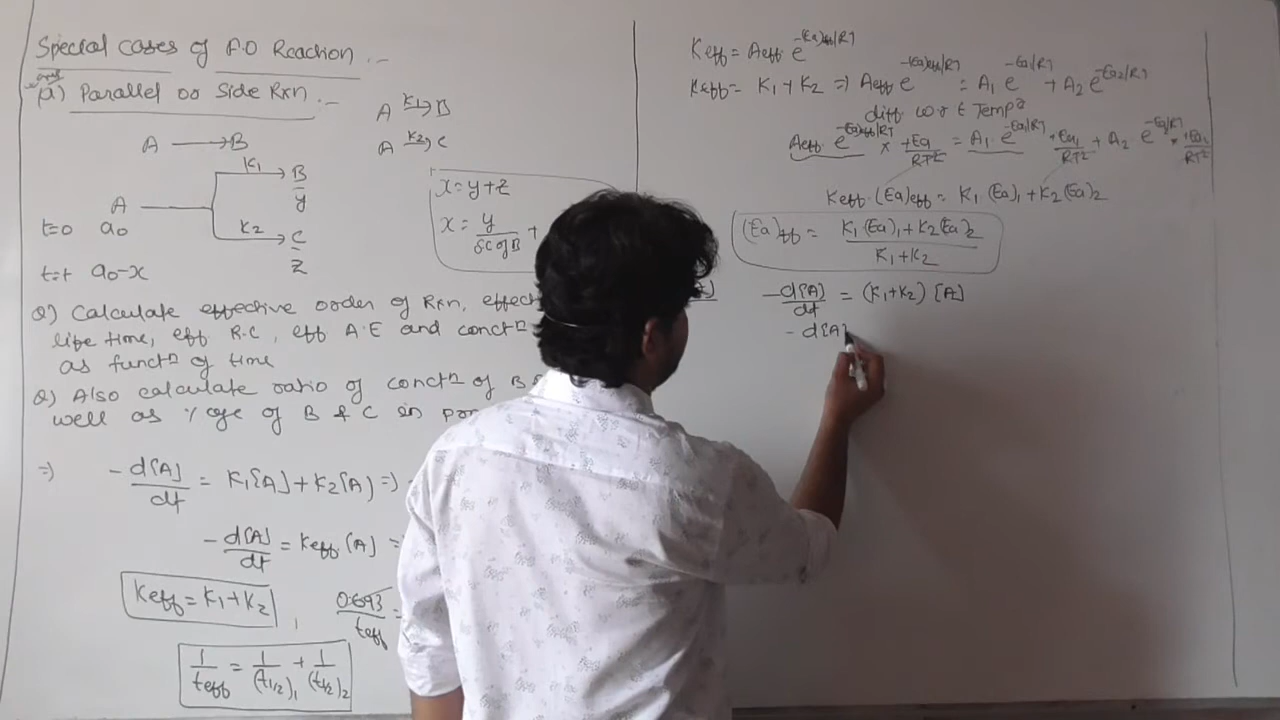 Special cases of F.O Reaction :-
(a) Parallel or Side Rxn :-
A K1→ B
A K2→ C
A → B
K1 → B
y
A
K2 → C
z
t=0 a0
t=t a0-x
x=y+z
x= y/SC of B +
Q) Calculate effective order of Rxn, effect
life time, eff R.C, eff A.E and conctn
as functn of time
Q) Also calculate ratio of conctn of B &
well as % age of B & C in
=) -d[A]/dt = K1[A]+K2[A] =)
-d[A]/dt = Keff[A] =
Keff=K1+K2
0.693/teff =
1/teff = 1/(t1/2)1 + 1/(t1/2)2
Keff = Aeff e^-(Ea)eff/RT
Keff = K1+K2 => Aeff e^-(Ea)eff/RT = A1 e^-Ea1/RT + A2 e^-Ea2/RT
diff w.r t Tempr
Aeff e^-(Ea)eff/RT × +Ea/RT² = A1 e^-Ea1/RT × +Ea1/RT² + A2 e^-Ea2/RT × +Ea2/RT²
Keff.(Ea)eff = K1(Ea)1+K2(Ea)2
(Ea)eff = K1(Ea)1+K2(Ea)2/K1+K2
-d[A]/dt = (K1+K2)[A]
-d[A]